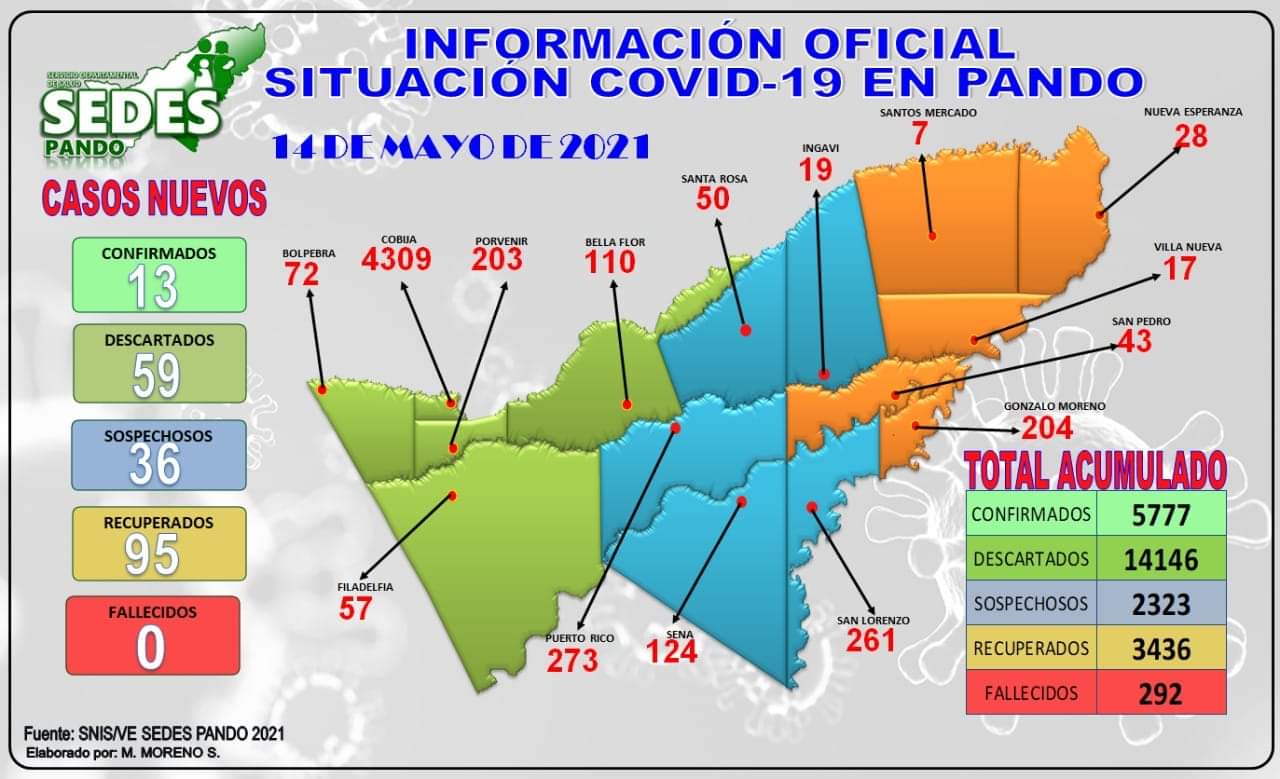 SERVICIO DEPARTAMENTAL
DE SALUD
SEDES
PANDO
INFORMACIÓN OFICIAL
SITUACIÓN COVID-19 EN PANDO
14 DE MAYO DE 2021
CASOS NUEVOS
CONFIRMADOS
13
DESCARTADOS
59
SOSPECHOSOS
36
RECUPERADOS
95
FALLECIDOS
0
BOLPEBRA
72
COBIJA
4309
PORVENIR
203
BELLA FLOR
110
SANTA ROSA
50
INGAVI
19
SANTOS MERCADO
7
NUEVA ESPERANZA
28
VILLA NUEVA
17
SAN PEDRO
43
GONZALO MORENO
204
FILADELFIA
57
PUERTO RICO
273
SENA
124
SAN LORENZO
261
TOTAL ACUMULADO
CONFIRMADOS 5777
DESCARTADOS 14146
SOSPECHOSOS 2323
RECUPERADOS 3436
FALLECIDOS 292
Fuente: SNIS/VE SEDES PANDO 2021
Elaborado por: M. MORENO S.